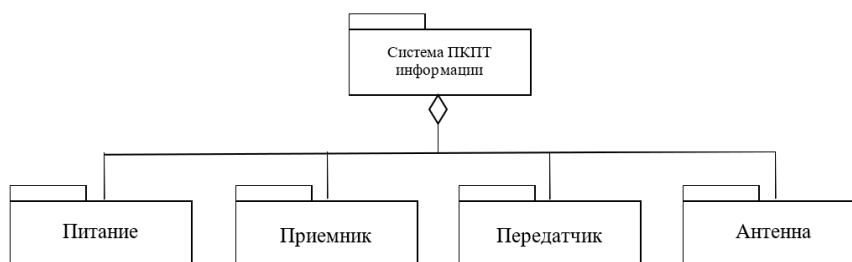 Система ПКПТ
информации
Питание
Приемник
Передатчик
Антенна